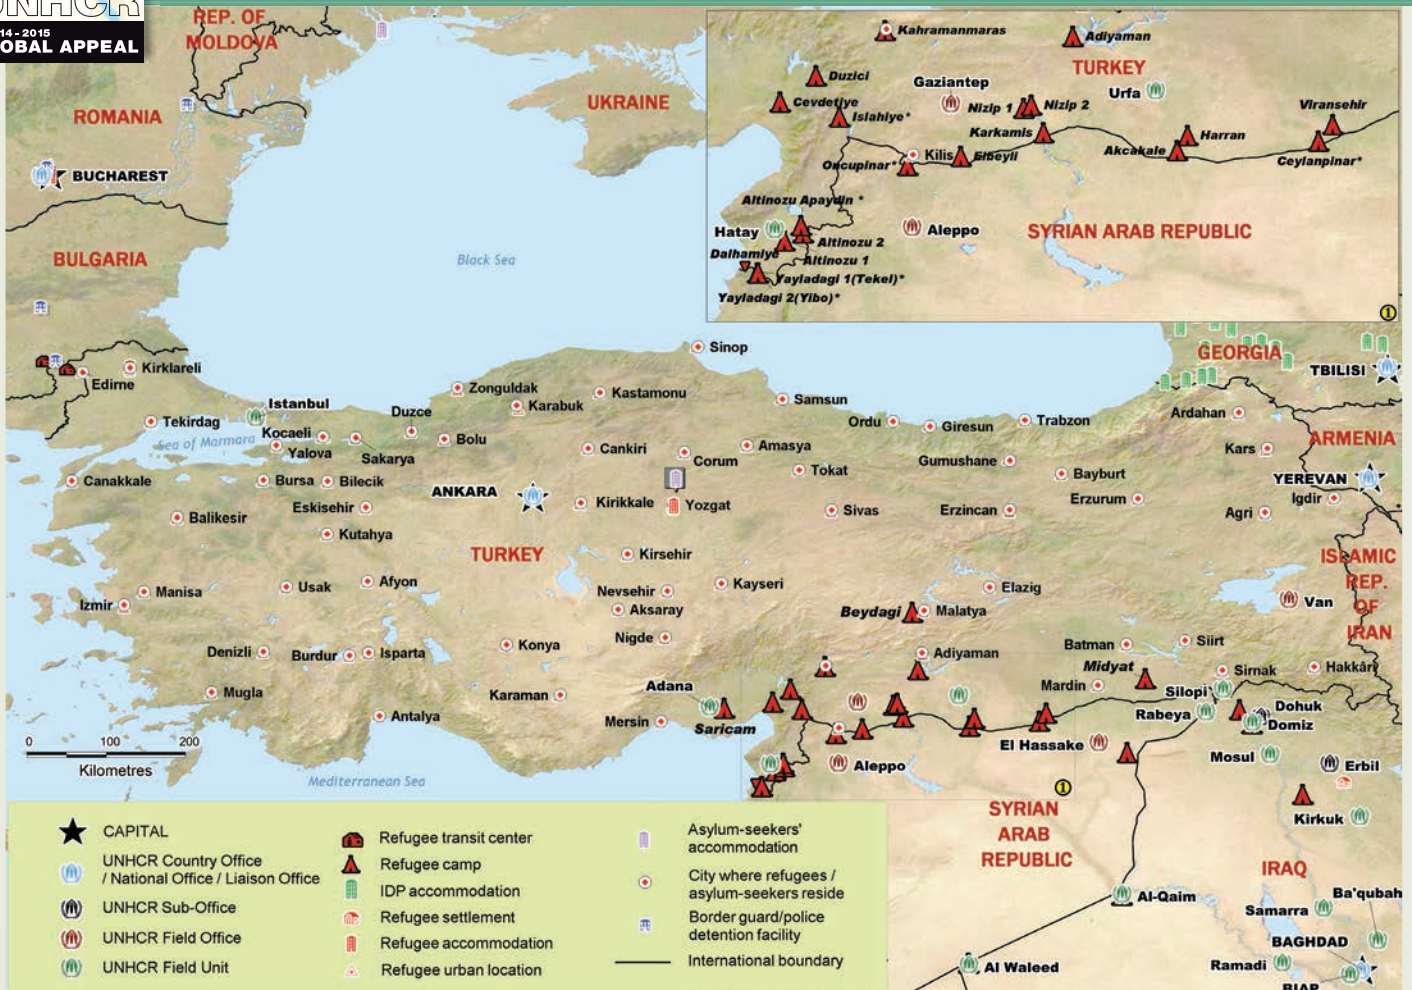 UNHCR
14 - 2015
OBAL APPEAL
REP. OF
MOLDOVA
UKRAINE
ROMANIA
BUCHAREST
BULGARIA
Black Sea
Kahramanmaras
Adiyaman
TURKEY
Duzici
Gaziantep
Urfa
Cevdetiye
Nizip 1
Nizip 2
Viransehir
Islahiye*
Karkamis
Harran
Akcakale
Ceylanpinar*
Kilis
Elbeyli
Oncupinar*
Altinozu Apaydin *
Hatay
Aleppo
SYRIAN ARAB REPUBLIC
Altinozu 2
Dalhamiye
Altinozu 1
Yayladagi 1(Tekel)*
Yayladagi 2(Yibo)*
1
Sinop
GEORGIA
TBILISI
Kirklareli
Edirne
Zonguldak
Kastamonu
Karabuk
Samsun
Istanbul
Duzce
Tekirdag
Kocaeli
Sea of Marmara
Yalova
Sakarya
Bolu
Ordu
Giresun
Trabzon
Ardahan
Cankiri
Corum
Amasya
Tokat
Gumushane
Bayburt
Kars
ARMENIA
YEREVAN
Canakkale
Bursa
Bilecik
ANKARA
Eskisehir
Kirikkale
Yozgat
Sivas
Erzincan
Erzurum
Igdir
Agri
Balikesir
Kutahya
TURKEY
Kirsehir
ISLAMIC
REP.
OF
IRAN
Manisa
Izmir
Usak
Afyon
Nevsehir
Kayseri
Aksaray
Elazig
Beydagi
Malatya
Van
Nigde
Konya
Denizli
Burdur
Isparta
Adiyaman
Batman
Siirt
Midyat
Sirnak
Hakkâri
Mugla
Karaman
Adana
Mardin
Silopi
Antalya
Mersin
Saricam
Rabeya
Dohuk
Domiz
0
100
200
Kilometres
Mediterranean Sea
Aleppo
El Hassake
Mosul
Erbil
1
Kirkuk
SYRIAN
ARAB
REPUBLIC
IRAQ
Al-Qaim
Ba'qubah
Samarra
BAGHDAD
Al Waleed
Ramadi
BIAP
CAPITAL
UNHCR Country Office
/ National Office / Liaison Office
UNHCR Sub-Office
UNHCR Field Office
UNHCR Field Unit
Refugee transit center
Refugee camp
IDP accommodation
Refugee settlement
Refugee accommodation
Refugee urban location
Asylum-seekers'
accommodation
City where refugees /
asylum-seekers reside
Border guard/police
detention facility
International boundary